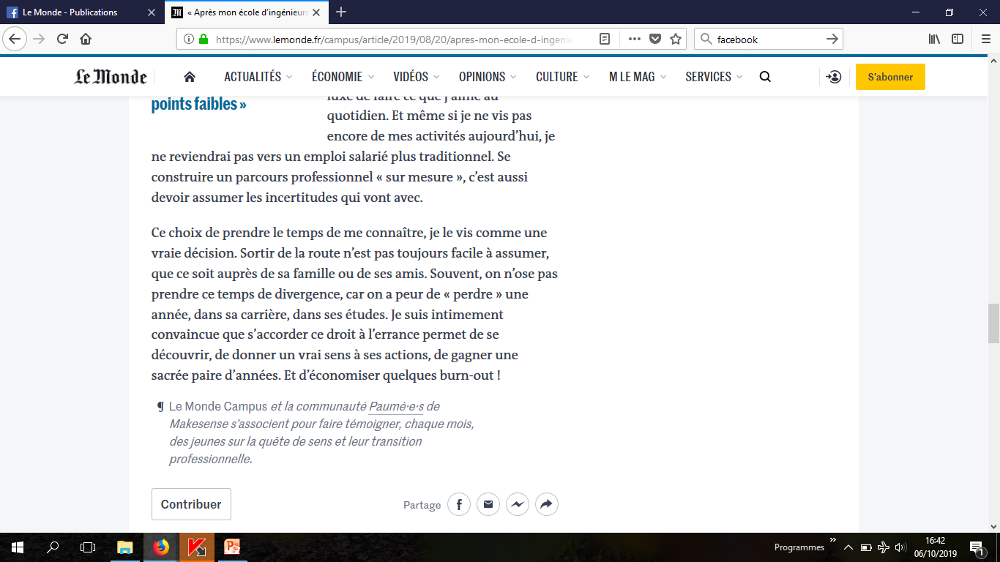 Le Monde - Publications
« Après mon école d'ingénieurs
https://www.lemonde.fr/campus/article/2019/08/20/apres-mon-ecole-d-ingenie
facebook
Le Monde
ACTUALITÉS
ÉCONOMIE
VIDÉOS
OPINIONS
CULTURE
M LE MAG
SERVICES
S'abonner
points faibles »
luxe de faire ce que j'aime au
quotidien. Et même si je ne vis pas
encore de mes activités aujourd'hui, je
ne reviendrai pas vers un emploi salarié plus traditionnel. Se
construire un parcours professionnel « sur mesure », c'est aussi
devoir assumer les incertitudes qui vont avec.
Ce choix de prendre le temps de me connaître, je le vis comme une
vraie décision. Sortir de la route n'est pas toujours facile à assumer,
que ce soit auprès de sa famille ou de ses amis. Souvent, on n'ose pas
prendre ce temps de divergence, car on a peur de « perdre » une
année, dans sa carrière, dans ses études. Je suis intimement
convaincue que s'accorder ce droit à l'errance permet de se
découvrir, de donner un vrai sens à ses actions, de gagner une
sacrée paire d'années. Et d'économiser quelques burn-out !
¶ Le Monde Campus et la communauté Paumé·e·s de
Makesense s'associent pour faire témoigner, chaque mois,
des jeunes sur la quête de sens et leur transition
professionnelle.
Contribuer
Partage
Programmes
16:42
06/10/2019
1